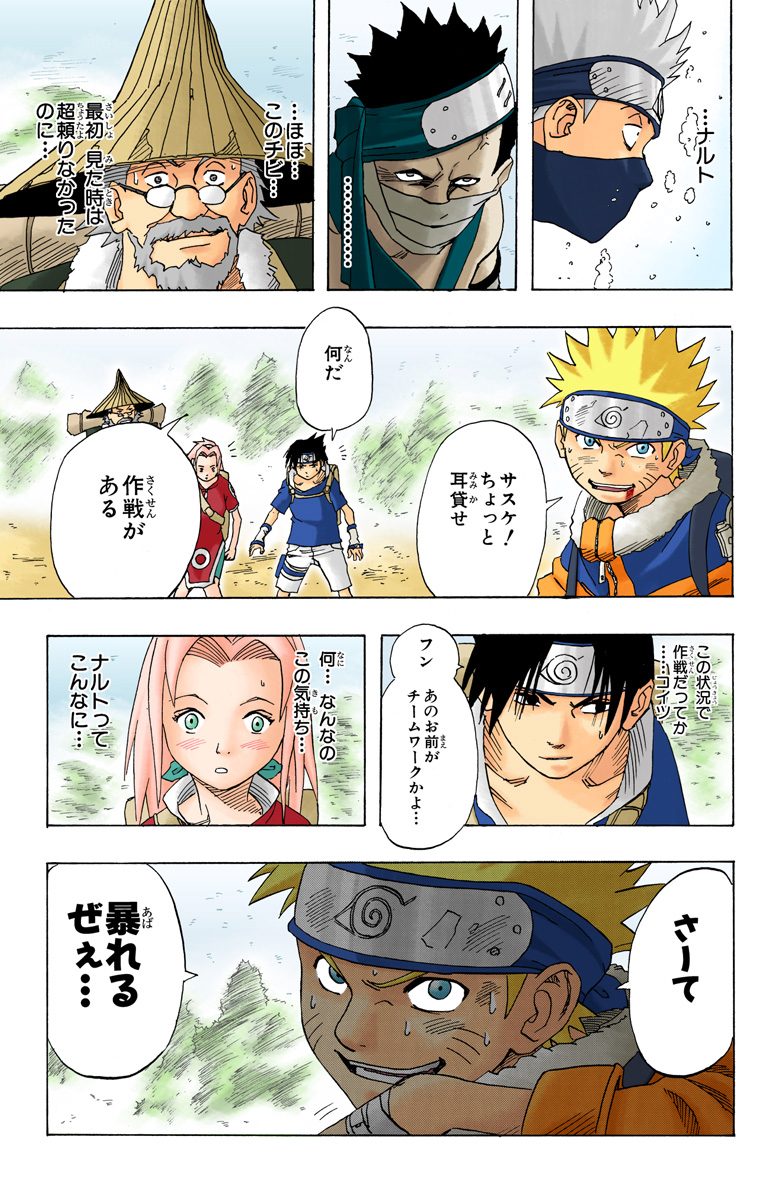 …ナルト
……………
…ほほ…
このチビ…
最初見た時は
超頼りなかった
のに…
サスケ!
ちょっと
耳貸せ
何だ
作戦が
ある
この状況で
作戦だってか
……コイツ
フン
あのお前が
チームワークかよ…
何…なんなの
この気持ち…
ナルトって
こんなに…
さーて
暴れる
ぜぇ…